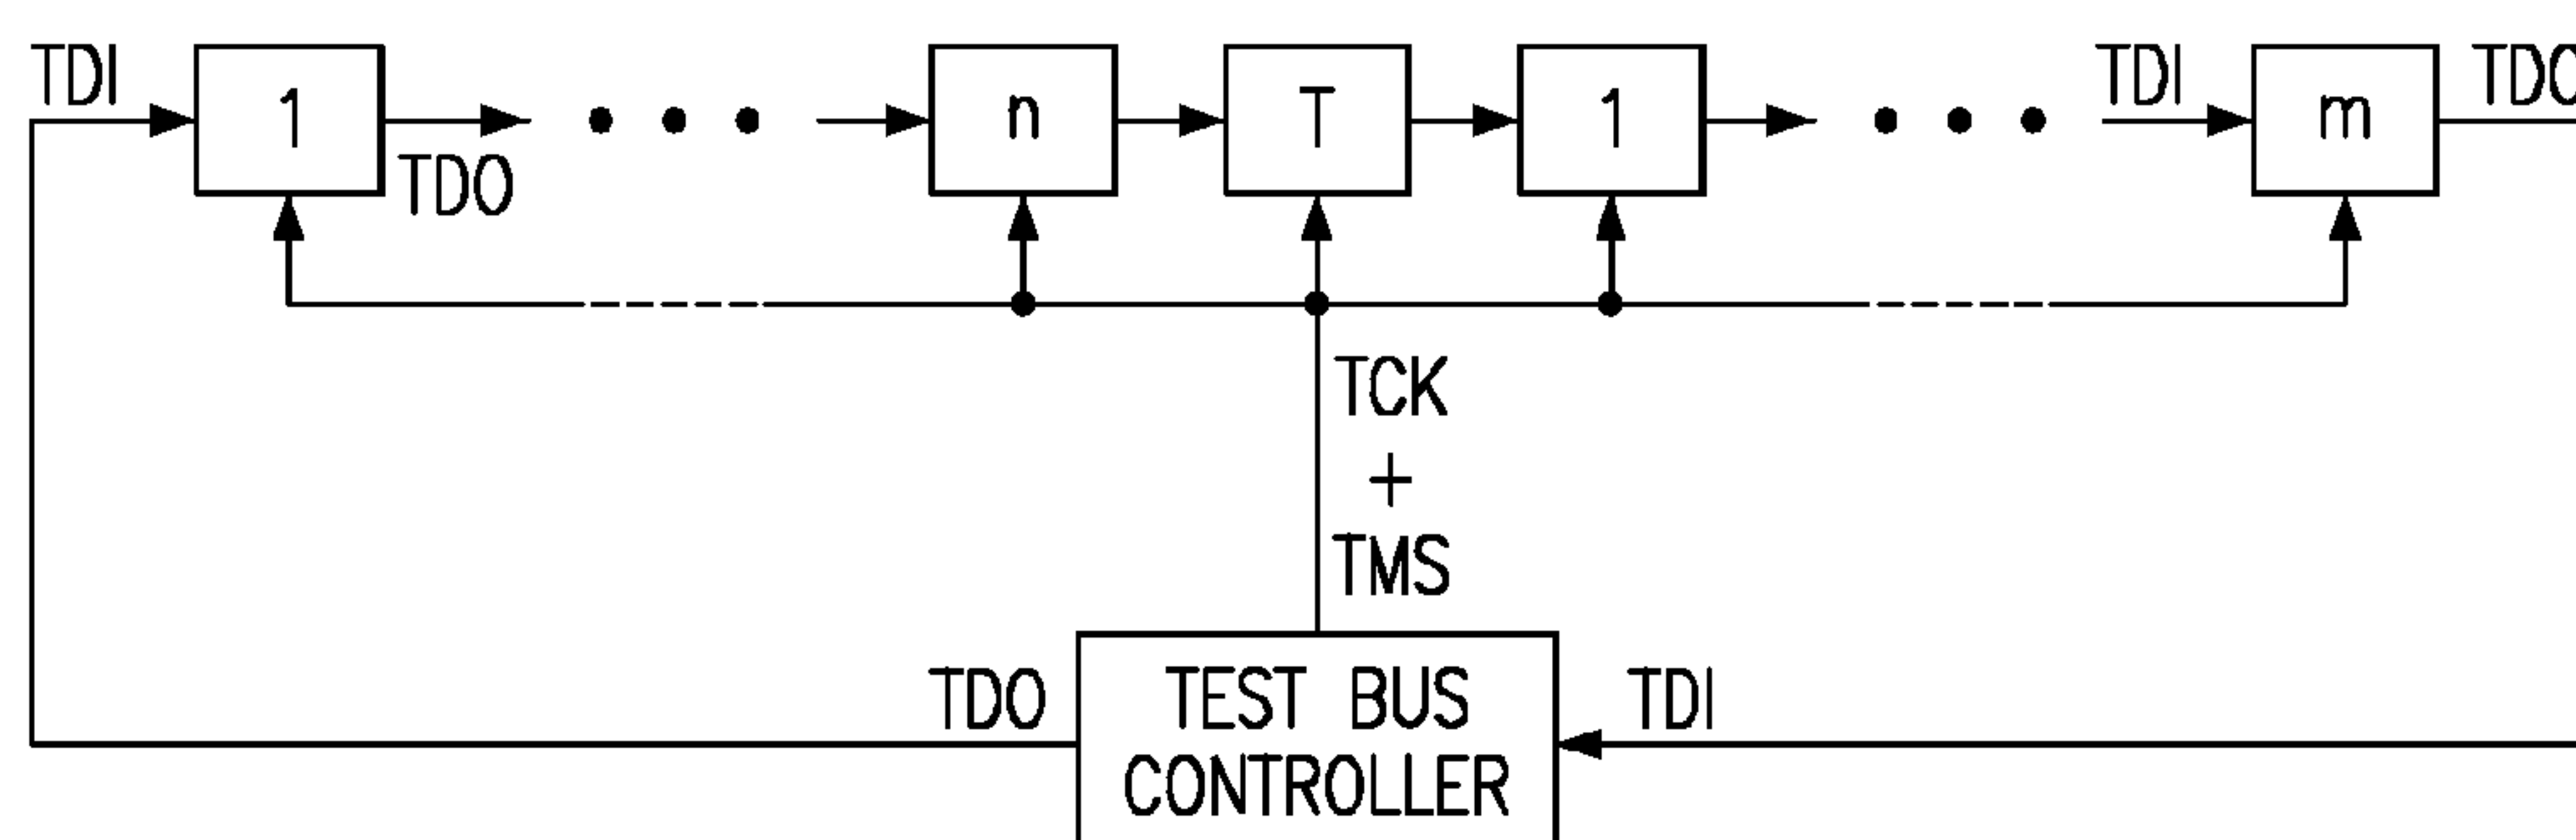 TDI
1
TDO
n
T
1
TDI
m
TDO
TCK
+
TMS
TDO
TEST BUS
CONTROLLER
TDI